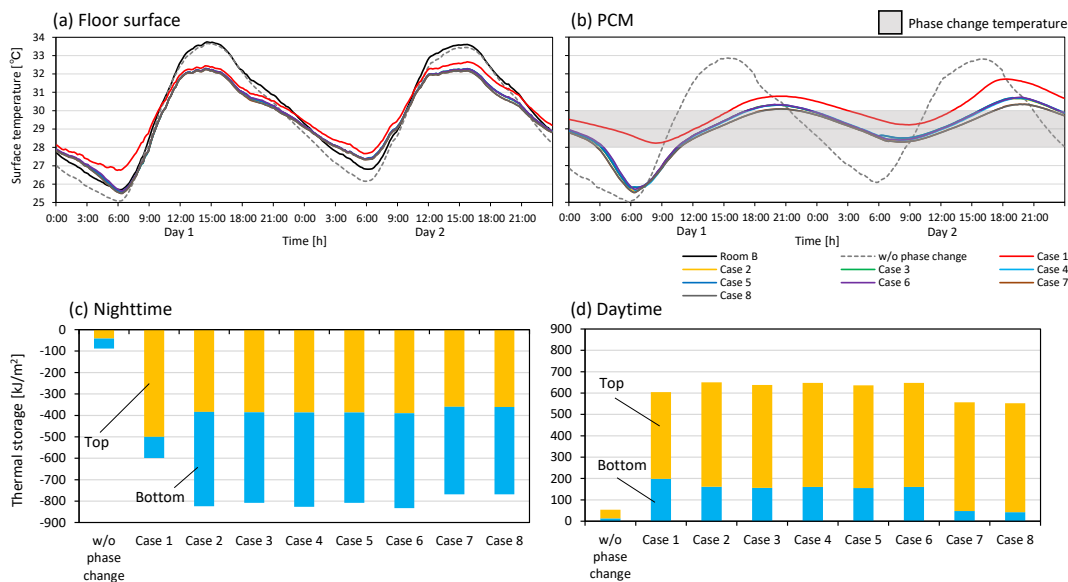 (a) Floor surface
(b) PCM
Phase change temperature
Surface temperature [℃]
34
33
32
31
30
29
28
27
26
25
0:00 3:00 6:00 9:00 12:00 15:00 18:00 21:00 0:00 3:00 6:00 9:00 12:00 15:00 18:00 21:00
Day 1
Time [h]
Day 2
0:00 3:00 6:00 9:00 12:00 15:00 18:00 21:00 0:00 3:00 6:00 9:00 12:00 15:00 18:00 21:00
Day 1
Time [h]
Day 2
Room B
w/o phase change
Case 1
Case 2
Case 3
Case 4
Case 5
Case 6
Case 7
Case 8
(c) Nighttime
Thermal storage [kJ/m²]
0
-100
-200
-300
-400
-500
-600
-700
-800
-900
Top
Bottom
w/o phase change
Case 1 Case 2 Case 3 Case 4 Case 5 Case 6 Case 7 Case 8
(d) Daytime
900
800
700
600
500
400
300
200
100
0
Top
Bottom
w/o phase change
Case 1 Case 2 Case 3 Case 4 Case 5 Case 6 Case 7 Case 8